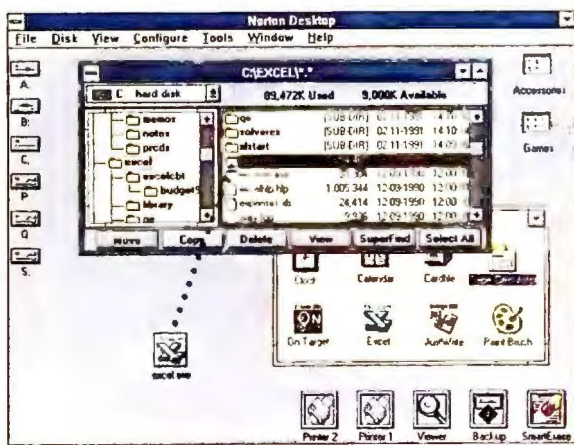 Norton Desktop
File Disk View Configure Tools Window Help
C:\EXCEL\*.*
C hard disk
89,472K Used 9,000K Available
A.
B.
C.
P.
Q.
S.
memos
notes
prcds
excel
excelcbt
library
qe
qe [SUB-DIR] 02-11-1991 14:10
solverex [SUB-DIR] 02-11-1991 14:10
xlstart [SUB-DIR] 02-11-1991
1,005,344 12-09-1990 12:00
24,414 12-09-1990 12:00
Move Copy Delete View SuperFind Select All
Accessories
Games
Clock Calendar Cardfile
On Target Excel JustWrite Paint Brush
excel.exe
Printer 2 Printer 1 Viewer Backup SmartErase